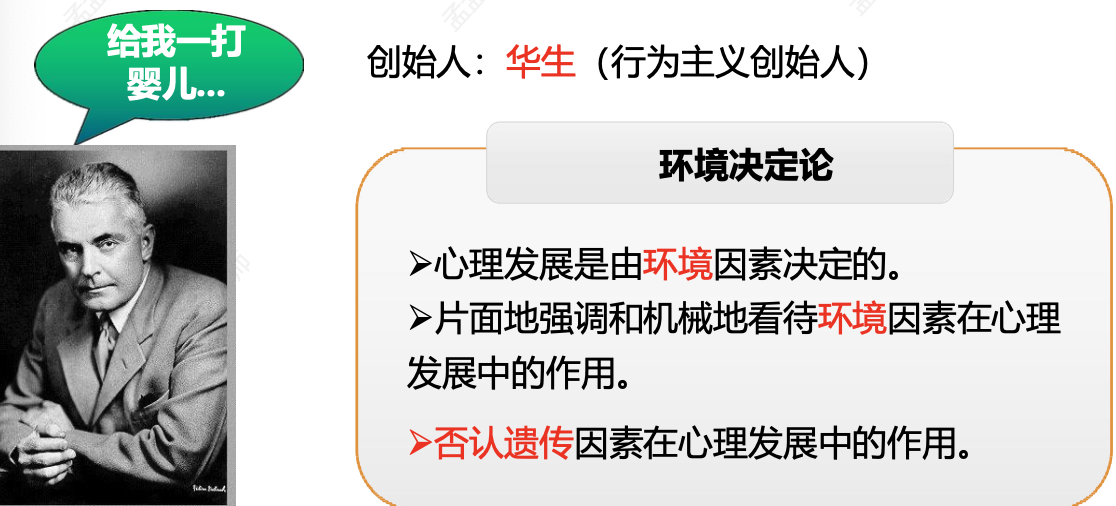 给我一打
婴儿...
创始人：华生（行为主义创始人）
环境决定论
➢心理发展是由环境因素决定的。
➢片面地强调和机械地看待环境因素在心理
发展中的作用。
➢否认遗传因素在心理发展中的作用。